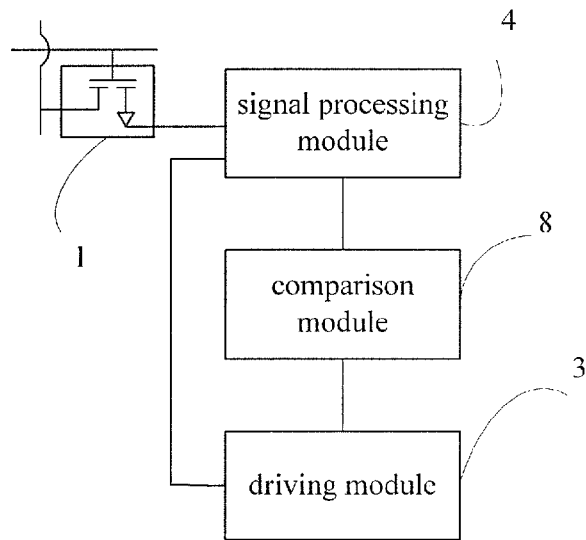 4
signal processing
module
1
8
comparison
module
3
driving module